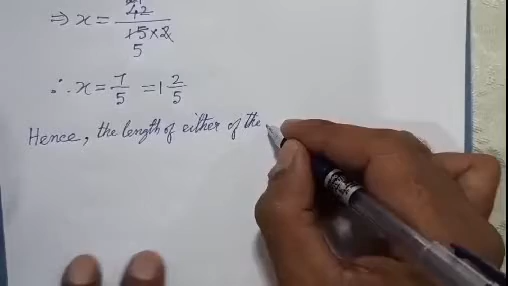 ⇒ x = 42 / 15×2
5
∴ x = 7/5 = 1 2/5
Hence, the length of either of the